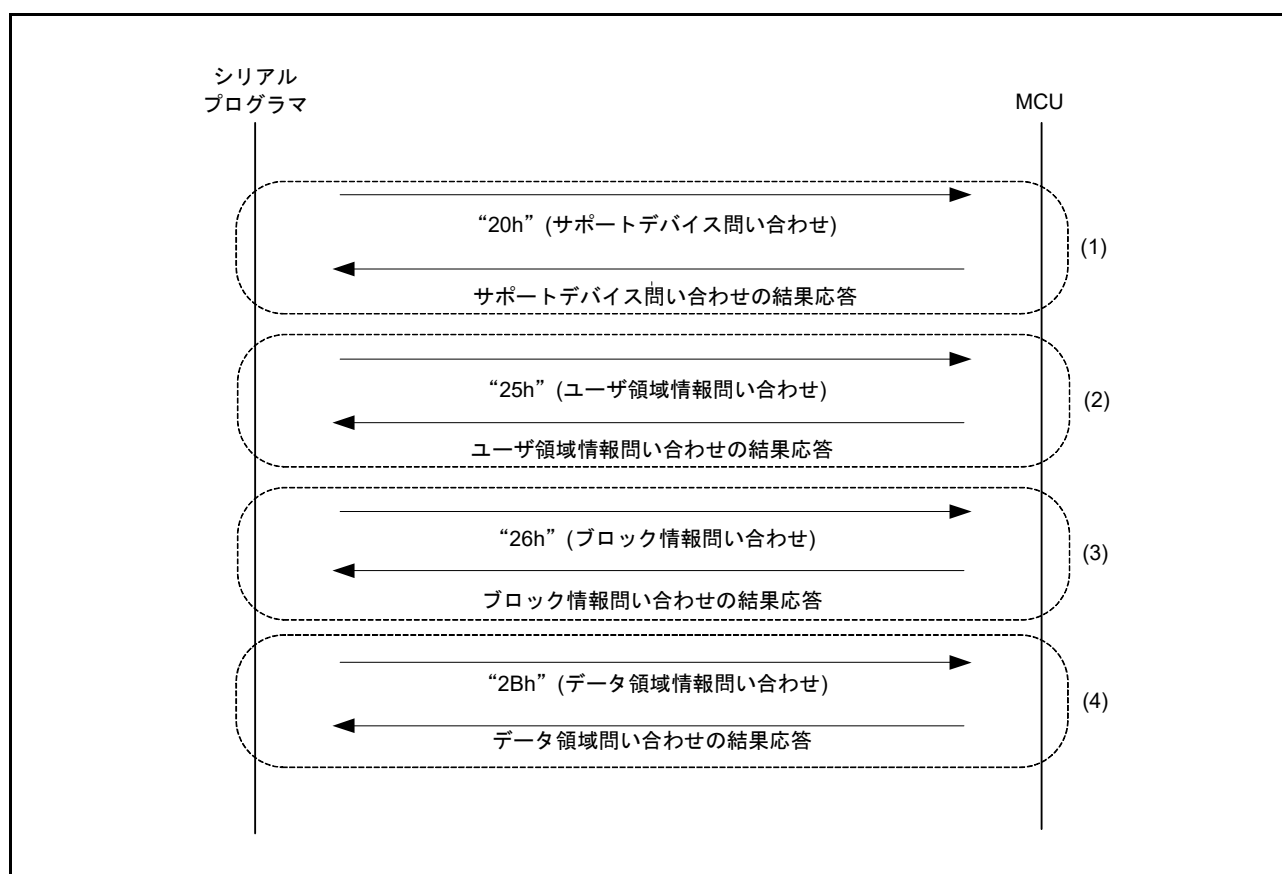 シリアル
プログラマ
MCU
“20h” (サポートデバイス問い合わせ)
サポートデバイス問い合わせの結果応答
(1)
“25h” (ユーザ領域情報問い合わせ)
ユーザ領域情報問い合わせの結果応答
(2)
“26h” (ブロック情報問い合わせ)
ブロック情報問い合わせの結果応答
(3)
“2Bh” (データ領域情報問い合わせ)
データ領域問い合わせの結果応答
(4)